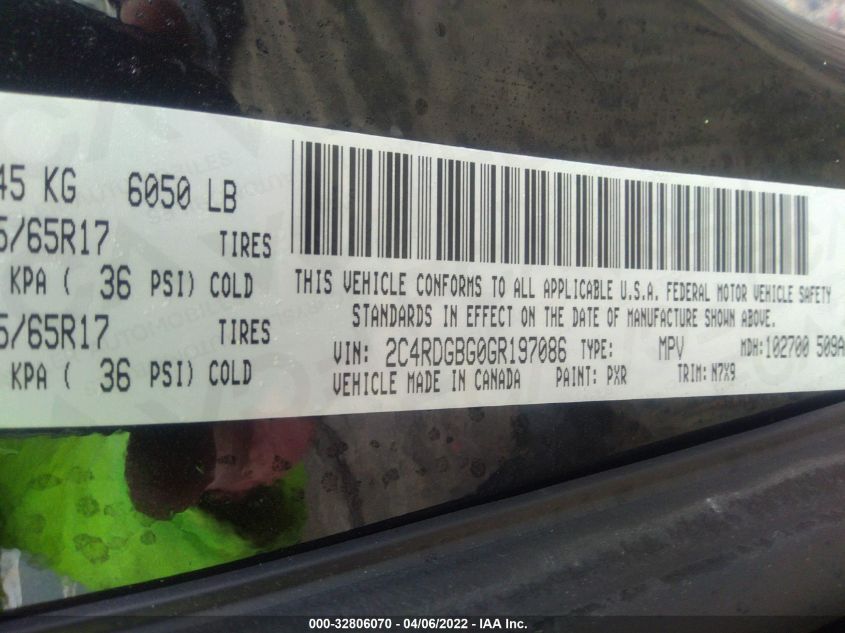 45 KG 6050 LB
5/65R17 TIRES
KPA ( 36 PSI) COLD
5/65R17 TIRES
KPA ( 36 PSI) COLD
THIS VEHICLE CONFORMS TO ALL APPLICABLE U.S.A. FEDERAL MOTOR VEHICLE SAFETY
STANDARDS IN EFFECT ON THE DATE OF MANUFACTURE SHOWN ABOVE.
VIN: 2C4RDGBG0GR197086 TYPE: MPV MDH:102700 509A
VEHICLE MADE IN CANADA PAINT: PXR TRIM: N7X9
000-32806070 - 04/06/2022 - IAA Inc.